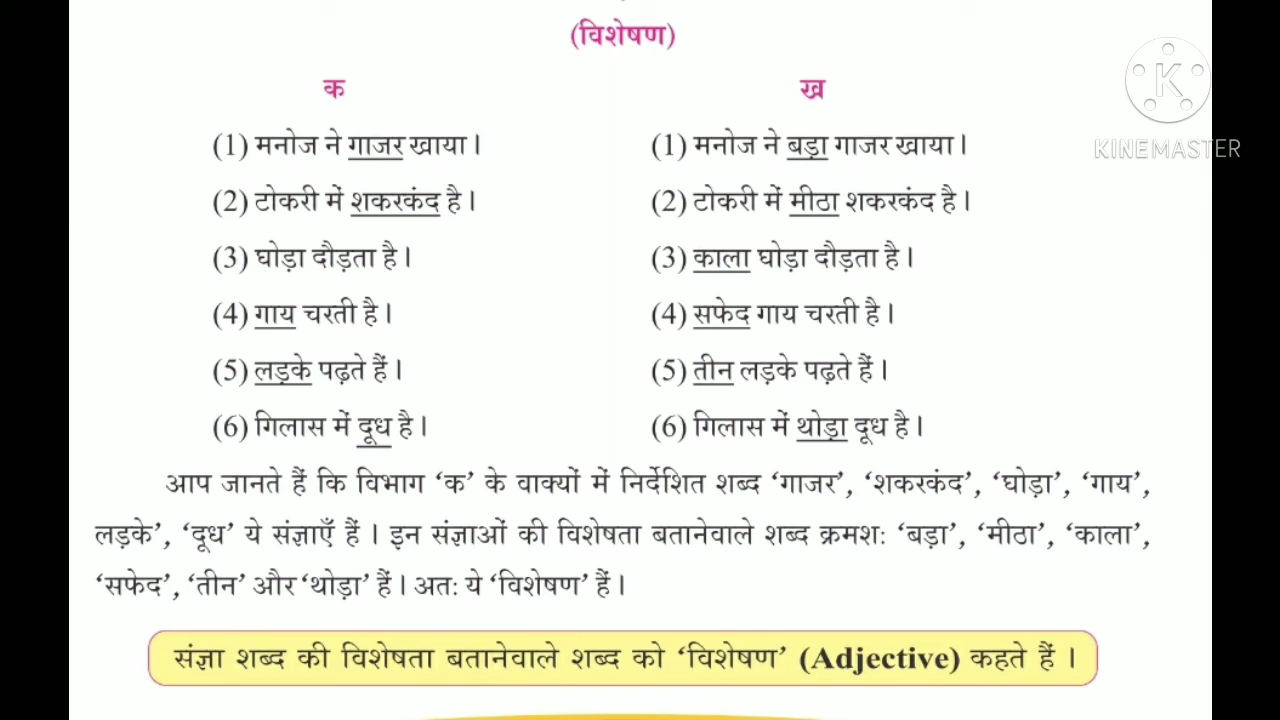 (विशेषण)
क ख
(1) मनोज ने गाजर खाया। (1) मनोज ने बड़ा गाजर खाया।
(2) टोकरी में शकरकंद है। (2) टोकरी में मीठा शकरकंद है।
(3) घोड़ा दौड़ता है। (3) काला घोड़ा दौड़ता है।
(4) गाय चरती है। (4) सफेद गाय चरती है।
(5) लड़के पढ़ते हैं। (5) तीन लड़के पढ़ते हैं।
(6) गिलास में दूध है। (6) गिलास में थोड़ा दूध है।
आप जानते हैं कि विभाग ‘क’ के वाक्यों में निर्देशित शब्द ‘गाजर’, ‘शकरकंद’, ‘घोड़ा’, ‘गाय’,
लड़के’, ‘दूध’ ये संज्ञाएँ हैं । इन संज्ञाओं की विशेषता बतानेवाले शब्द क्रमशः ‘बड़ा’, ‘मीठा’, ‘काला’,
‘सफेद’, ‘तीन’ और ‘थोड़ा’ हैं। अतः ये ‘विशेषण’ हैं।
संज्ञा शब्द की विशेषता बतानेवाले शब्द को ‘विशेषण’ (Adjective) कहते हैं ।
K
KINEMASTER